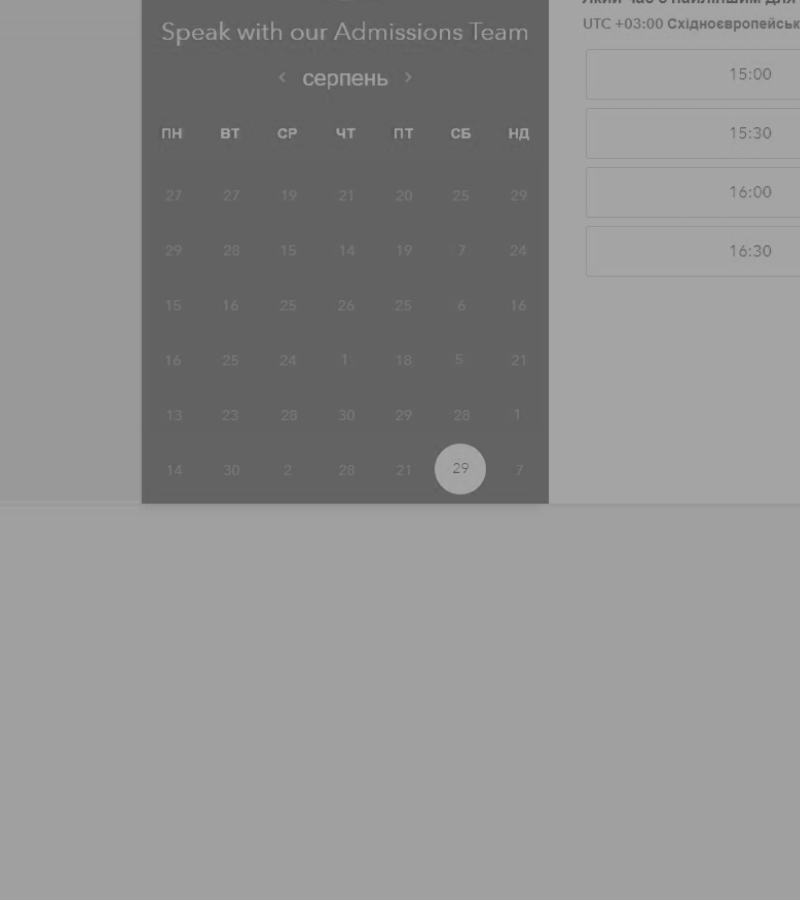 UTC +03:00 Східноєвропейськ
Speak with our Admissions Team
‹ серпень ›
ПН ВТ СР ЧТ ПТ СБ НД
27 27 19 21 20 25 29
29 28 15 14 19 7 24
15 16 25 26 25 6 16
16 25 24 1 18 5 21
13 23 28 30 29 28 1
14 30 2 28 21 29 7
15:00
15:30
16:00
16:30